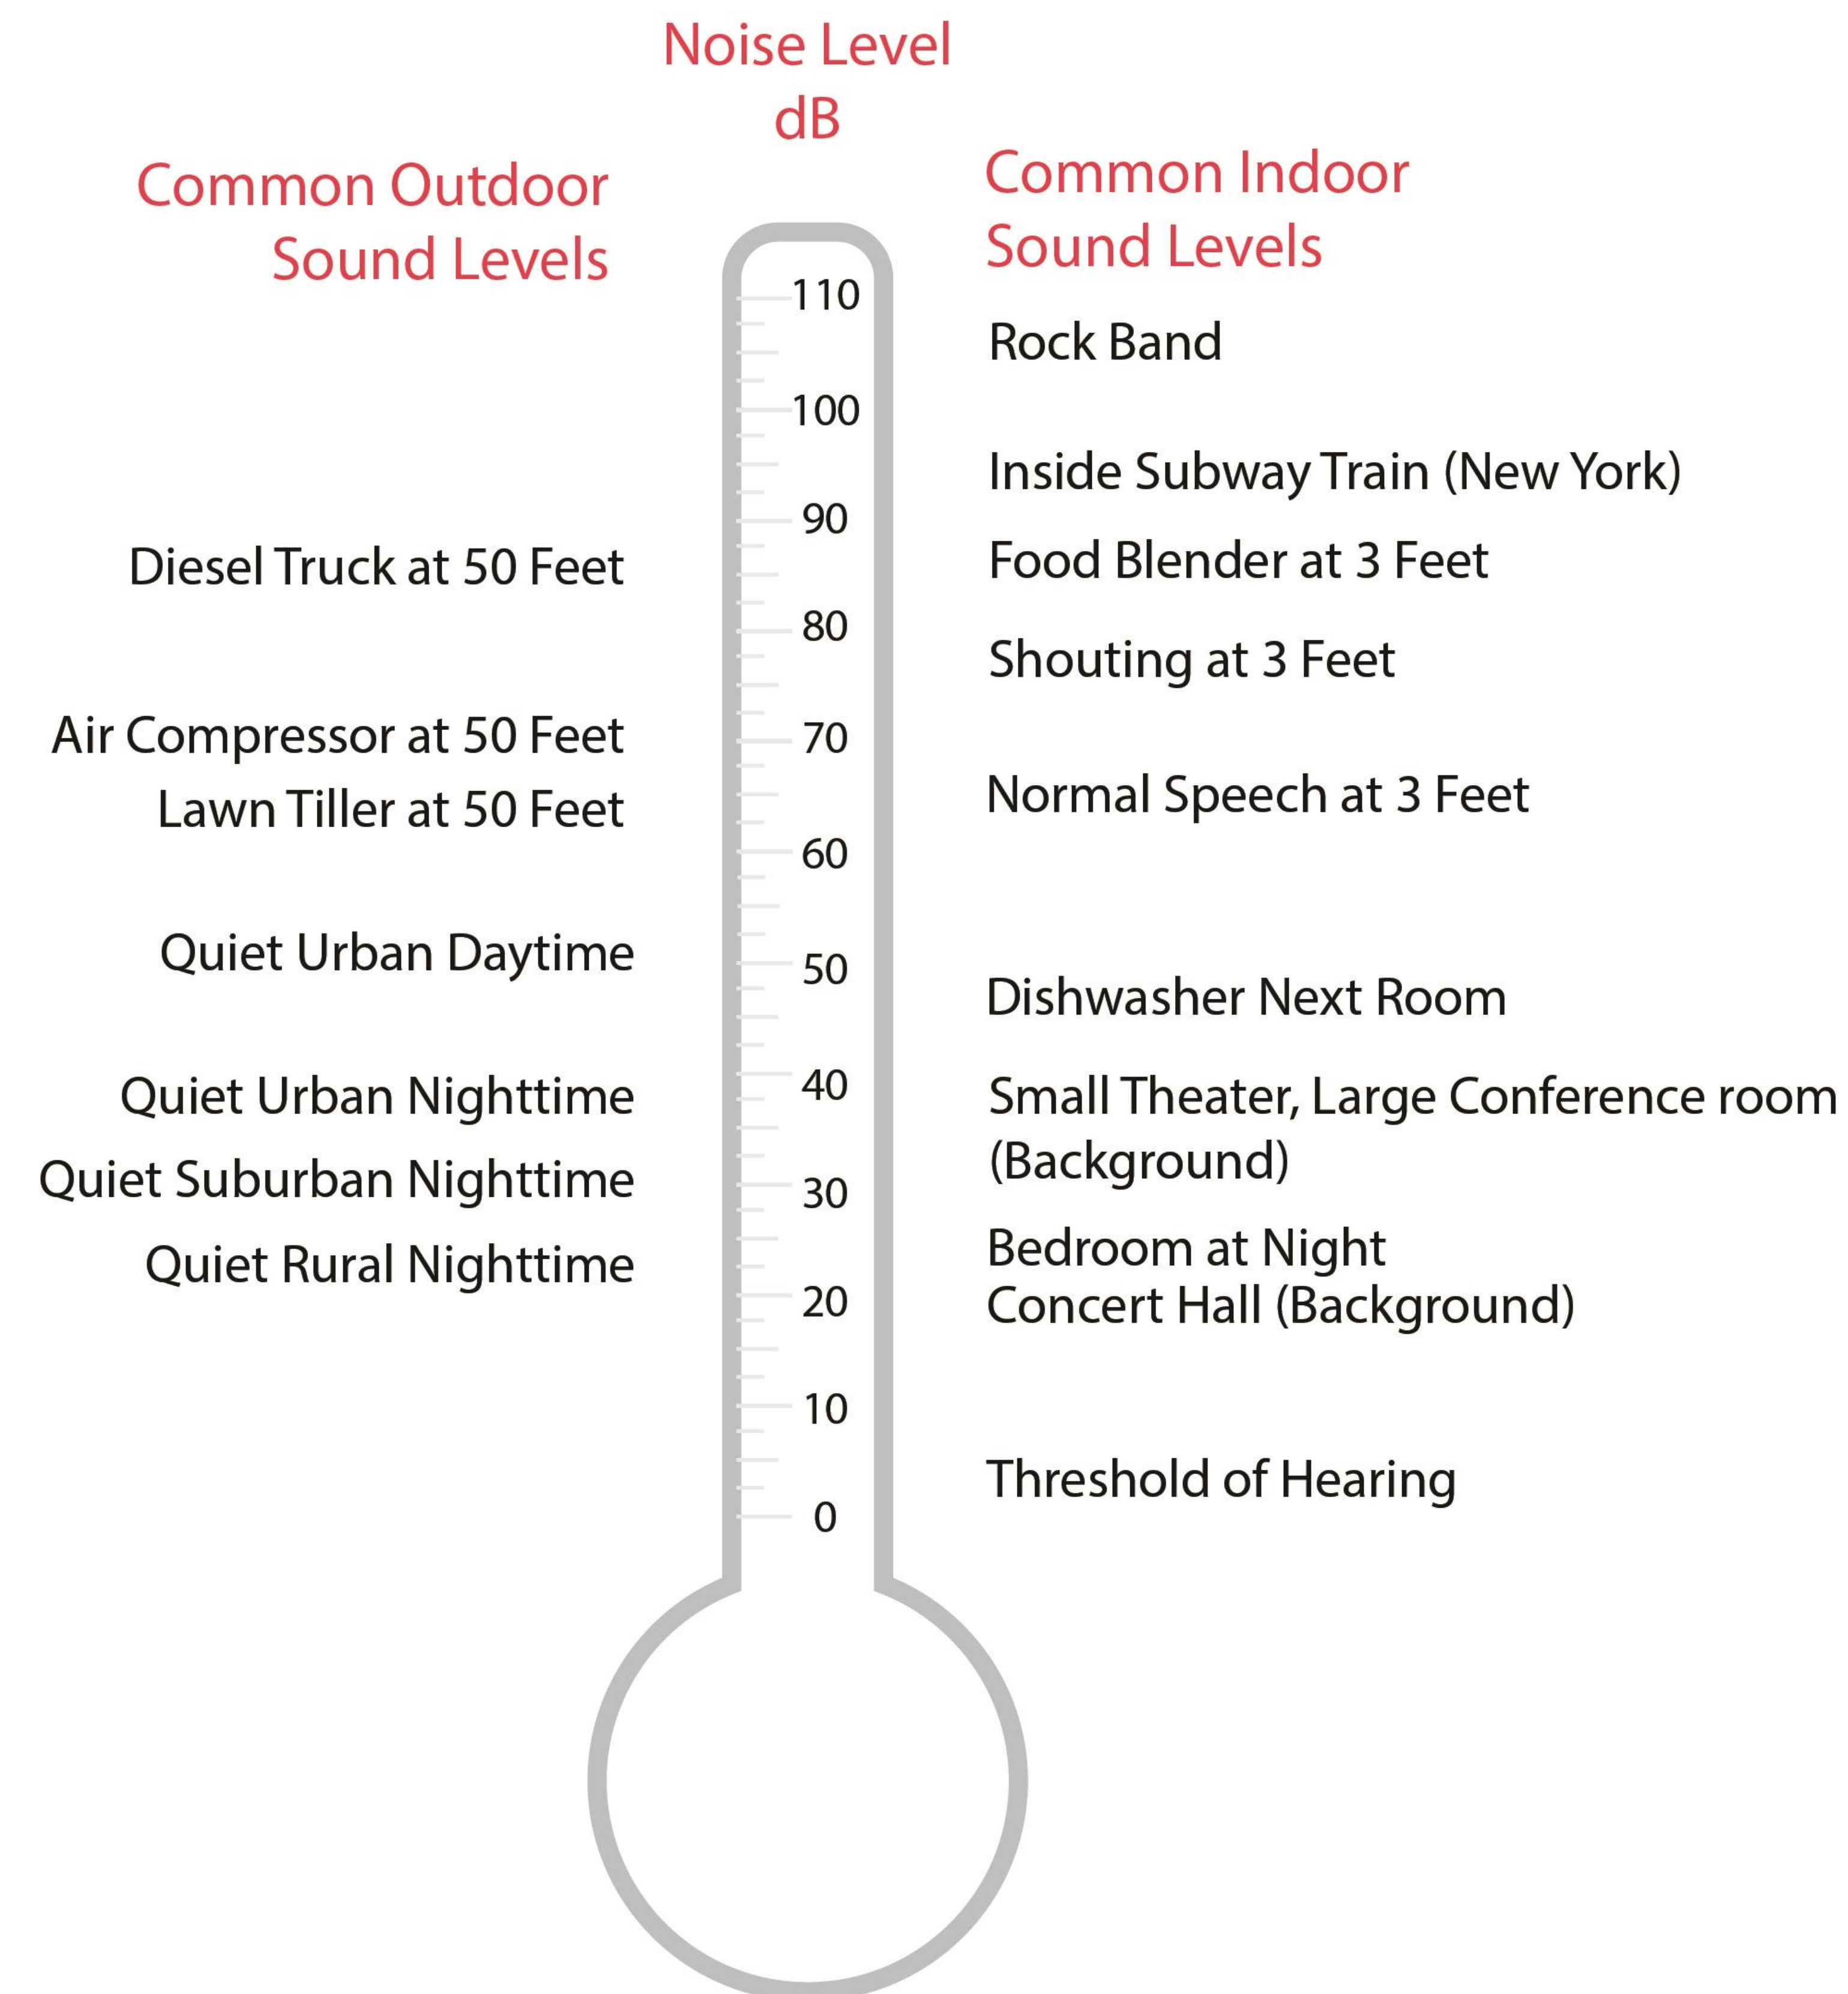 Noise Level
dB
Common Outdoor
Sound Levels
Common Indoor
Sound Levels
110
Rock Band
100
Inside Subway Train (New York)
90
Diesel Truck at 50 Feet
Food Blender at 3 Feet
80
Shouting at 3 Feet
Air Compressor at 50 Feet
70
Lawn Tiller at 50 Feet
Normal Speech at 3 Feet
60
Quiet Urban Daytime
50
Dishwasher Next Room
40
Quiet Urban Nighttime
Small Theater, Large Conference room
(Background)
Quiet Suburban Nighttime
30
Quiet Rural Nighttime
Bedroom at Night
20
Concert Hall (Background)
10
Threshold of Hearing
0